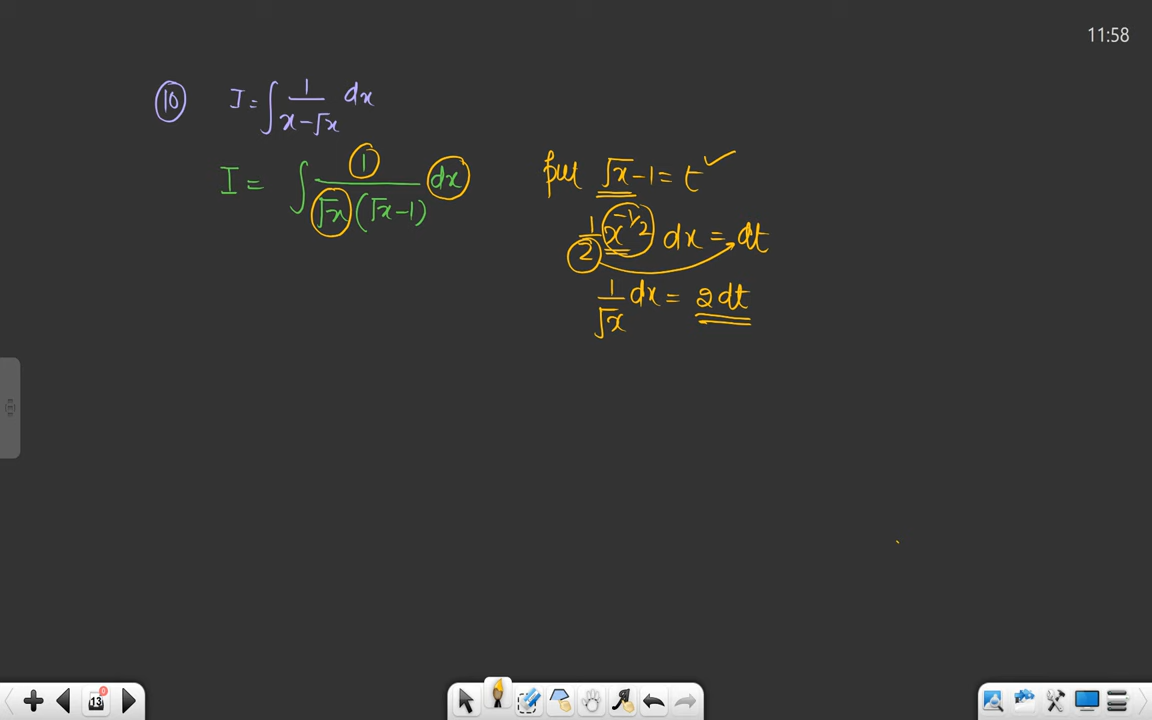 11:58
10 I = ∫ 1/(x-√x) dx
I = ∫ 1/(√x(√x-1)) dx
put √x-1 = t ✓
1/2 x^(-1/2) dx = dt
1/√x dx = 2dt
13
0